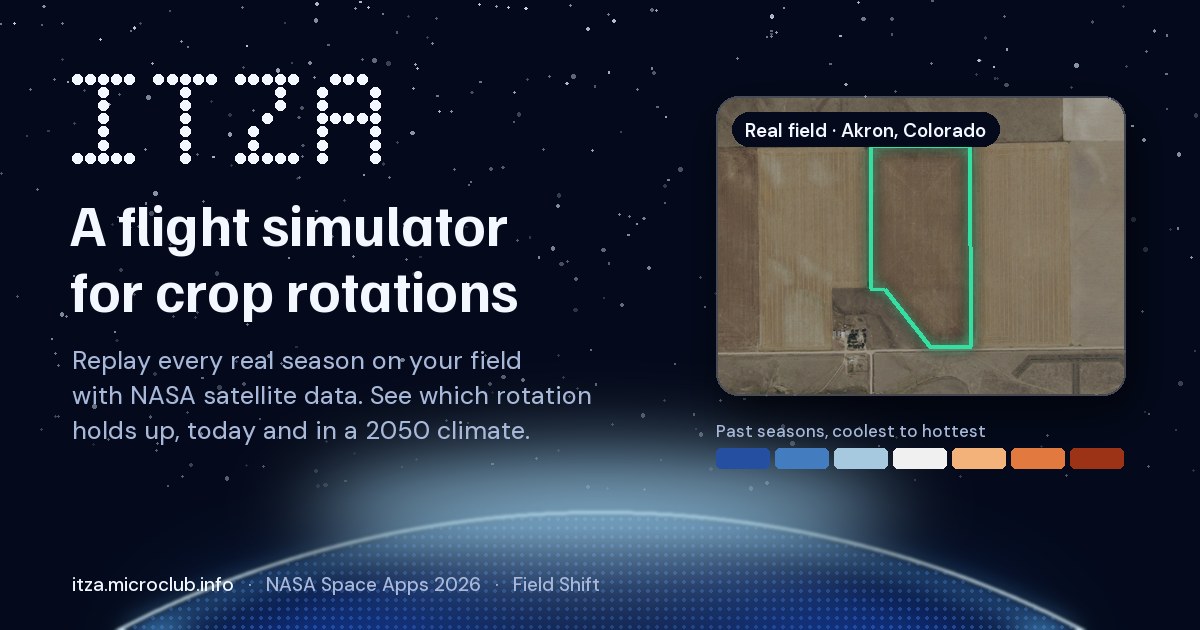 ITZA
A flight simulator
for crop rotations
Replay every real season on your field
with NASA satellite data. See which rotation
holds up, today and in a 2050 climate.
Real field · Akron, Colorado
Past seasons, coolest to hottest
itza.microclub.info · NASA Space Apps 2026 · Field Shift